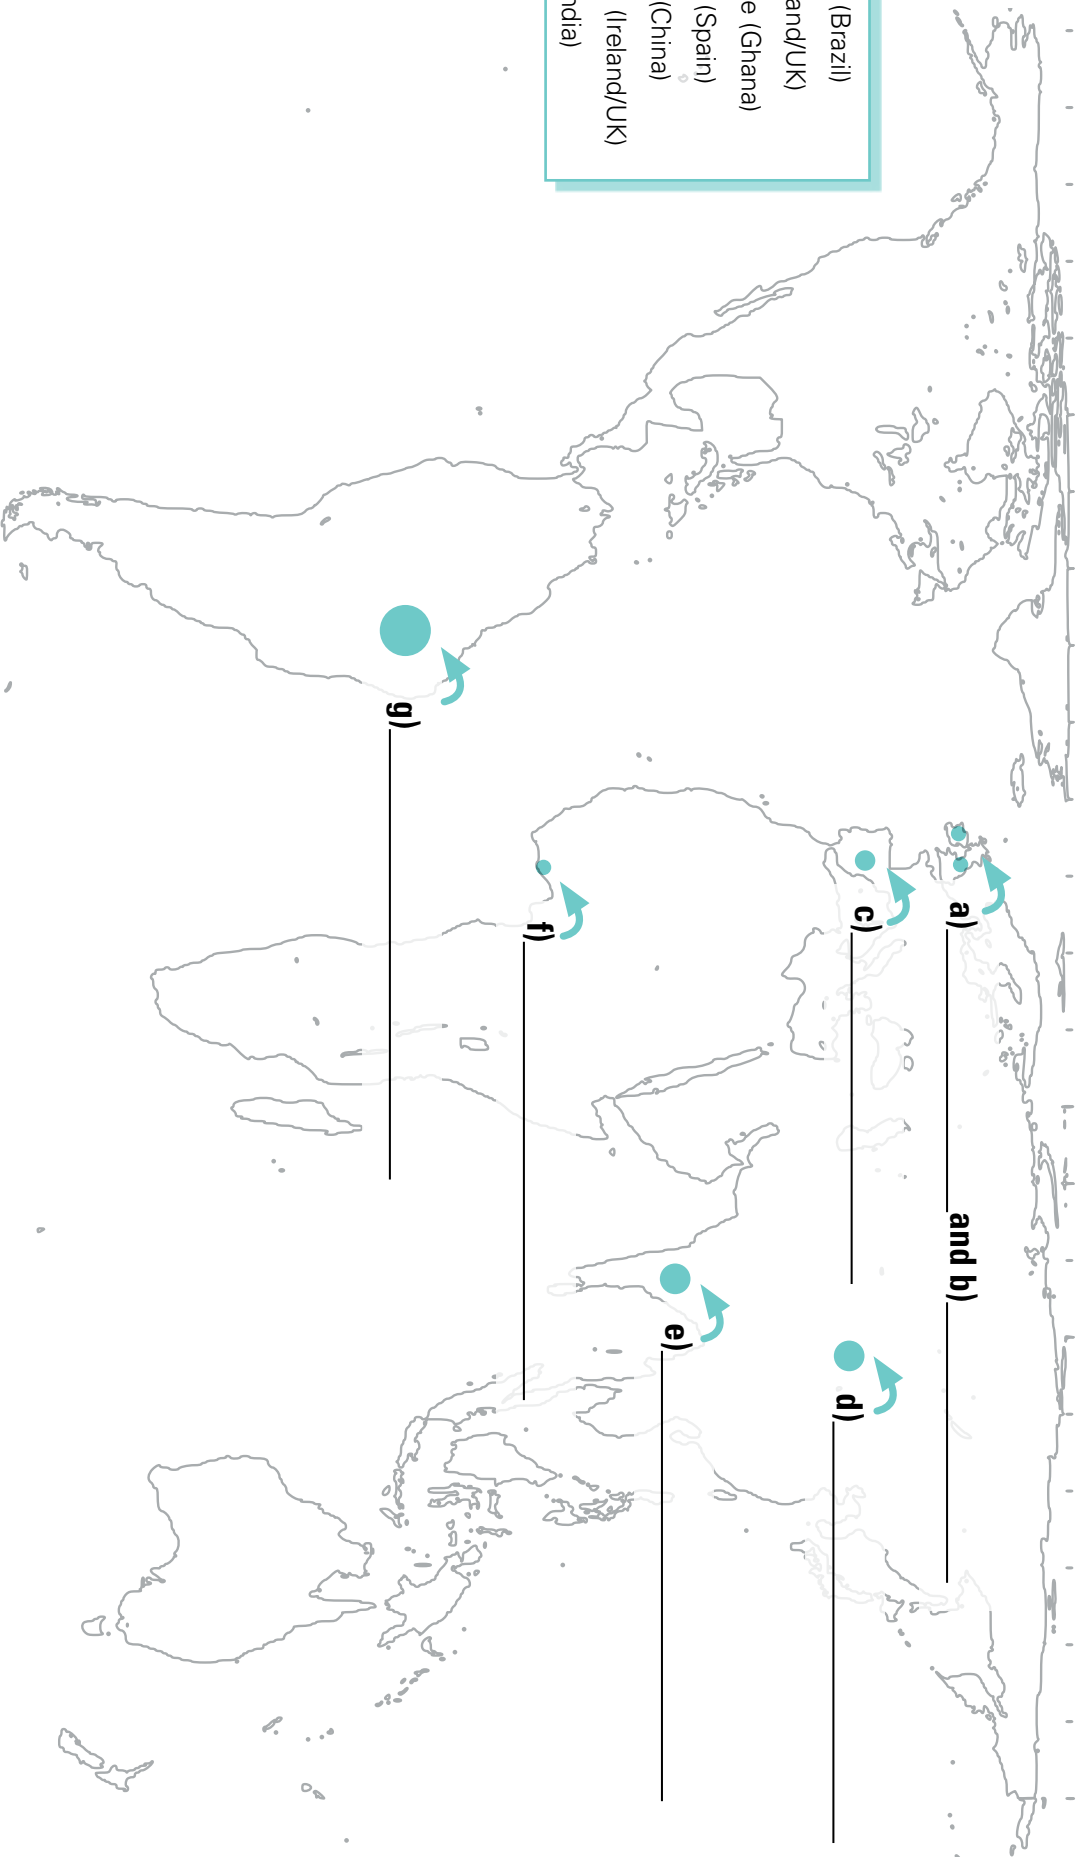 (Brazil)
and/UK)
e (Ghana)
(Spain)
(China)
(Ireland/UK)
ndia)
a) and b)
c)
d)
e)
f)
g)